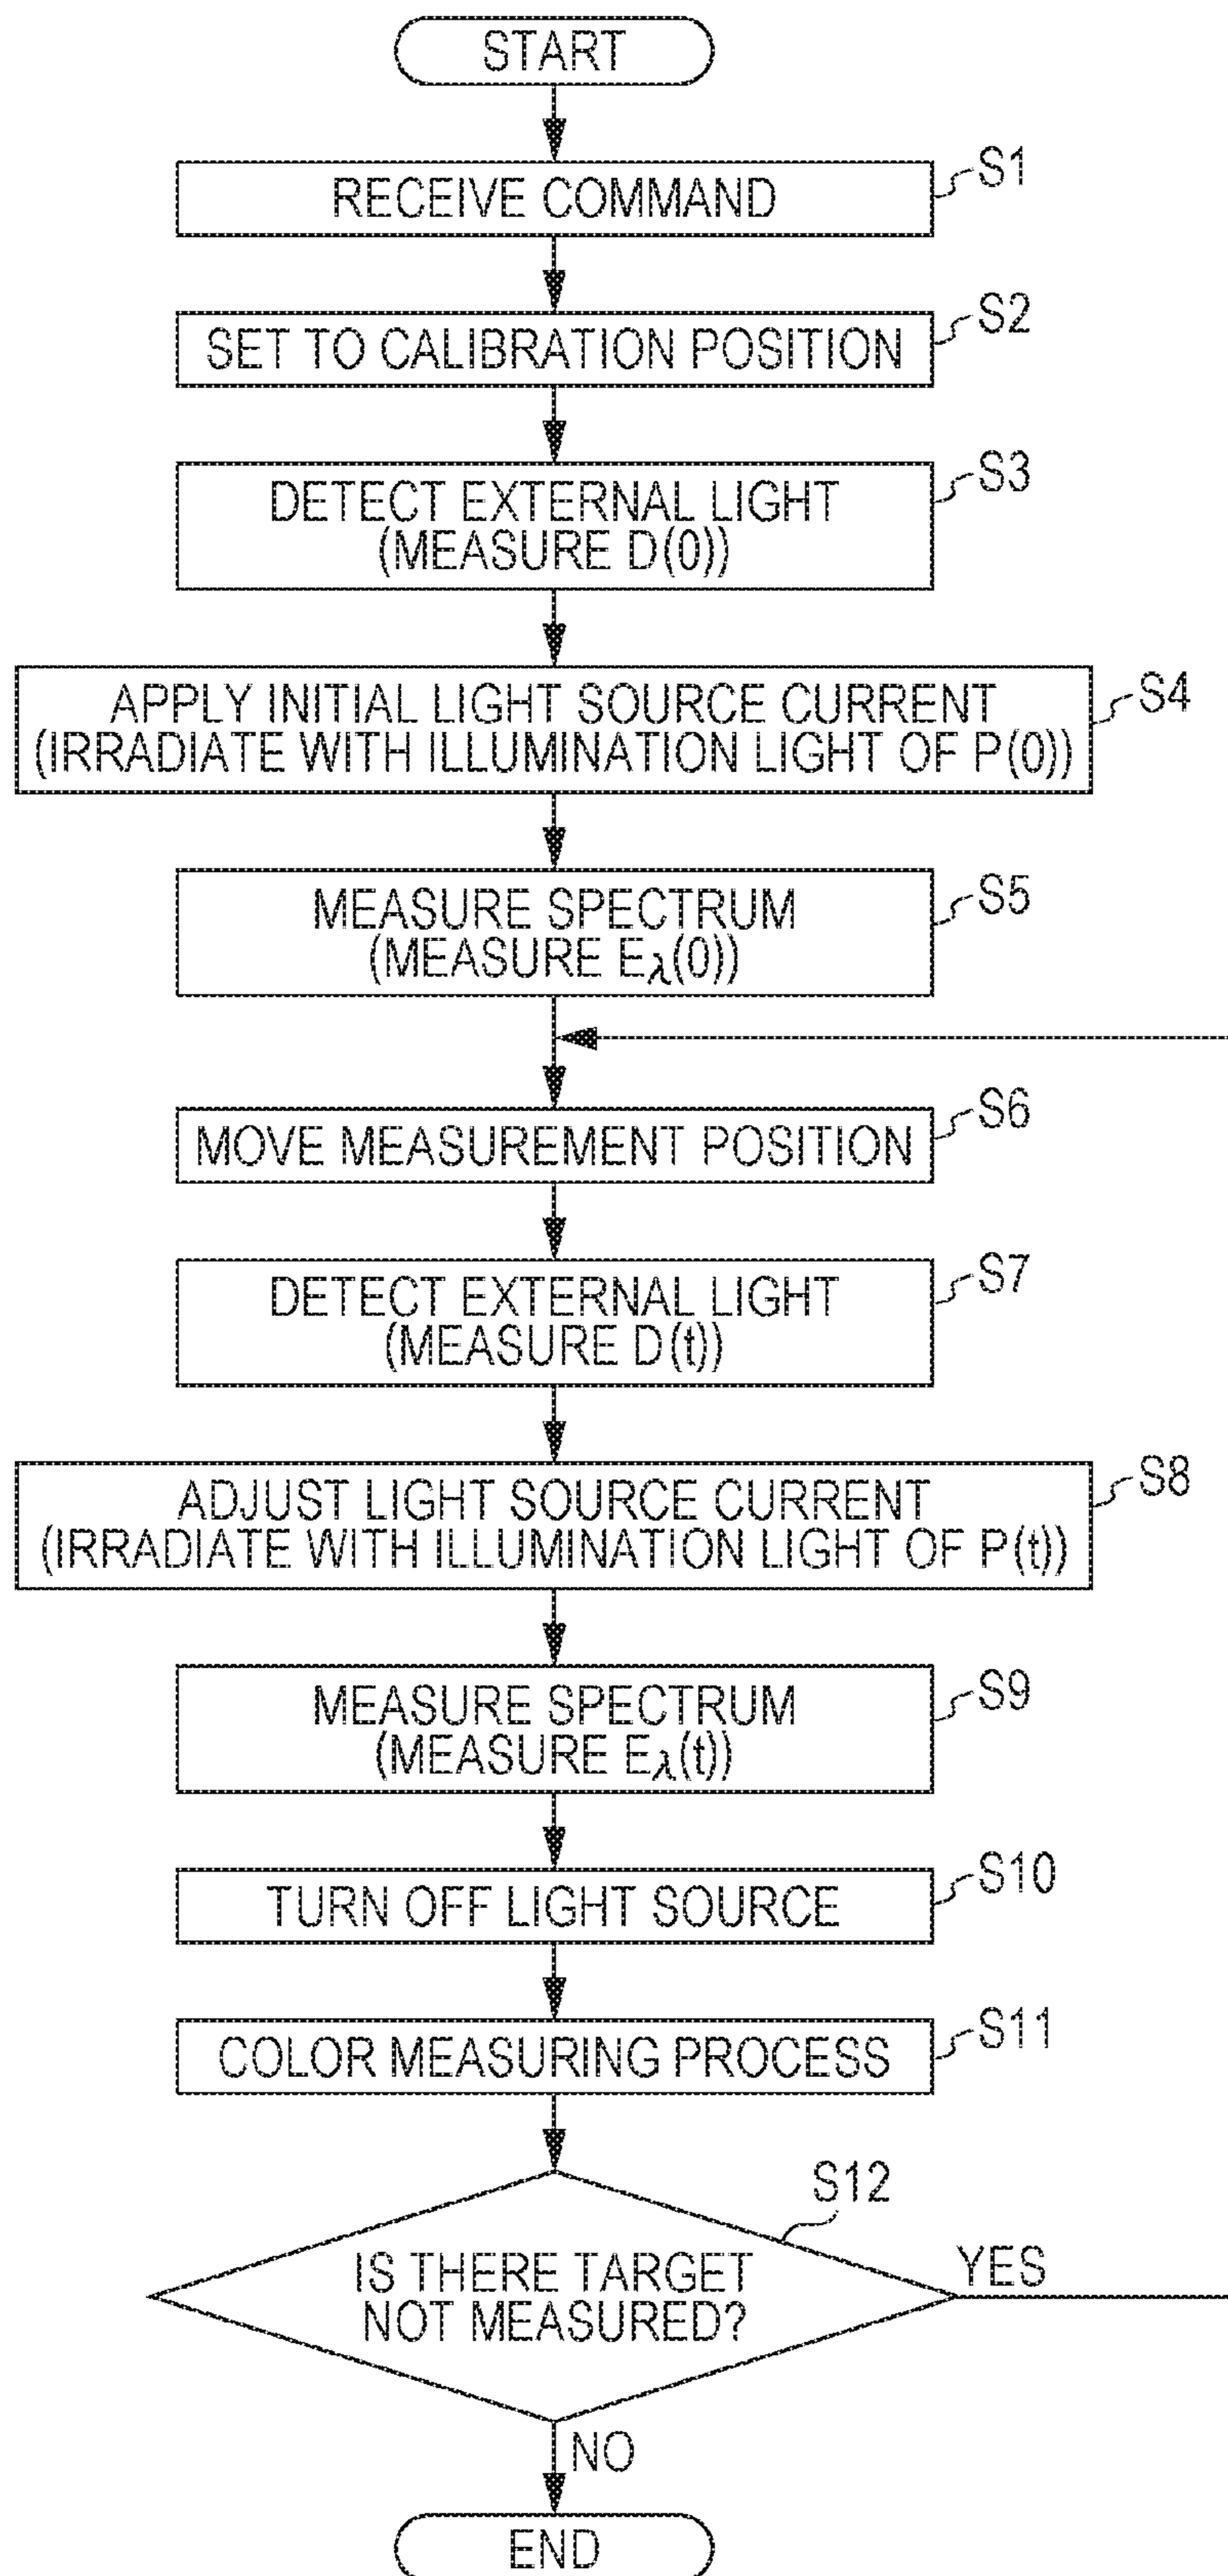 START
RECEIVE COMMAND
S1
SET TO CALIBRATION POSITION
S2
DETECT EXTERNAL LIGHT
(MEASURE D(0))
S3
APPLY INITIAL LIGHT SOURCE CURRENT
(IRRADIATE WITH ILLUMINATION LIGHT OF P(0))
S4
MEASURE SPECTRUM
(MEASURE Eλ(0))
S5
MOVE MEASUREMENT POSITION
S6
DETECT EXTERNAL LIGHT
(MEASURE D(t))
S7
ADJUST LIGHT SOURCE CURRENT
(IRRADIATE WITH ILLUMINATION LIGHT OF P(t))
S8
MEASURE SPECTRUM
(MEASURE Eλ(t))
S9
TURN OFF LIGHT SOURCE
S10
COLOR MEASURING PROCESS
S11
S12
IS THERE TARGET
NOT MEASURED?
YES
NO
END